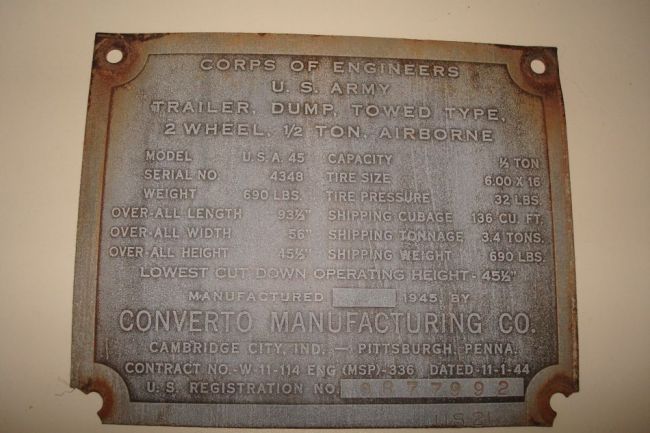 CORPS OF ENGINEERS
U.S. ARMY
TRAILER, DUMP, TOWED TYPE,
2 WHEEL, 1/2 TON, AIRBORNE
MODEL U.S.A. 45 CAPACITY ½ TON
SERIAL NO. 4348 TIRE SIZE 6.00 X 16
WEIGHT 690 LBS. TIRE PRESSURE 32 LBS.
OVER-ALL LENGTH 93½" SHIPPING CUBAGE 136 CU. FT.
OVER-ALL WIDTH 56" SHIPPING TONNAGE 3.4 TONS.
OVER-ALL HEIGHT 45½" SHIPPING WEIGHT 690 LBS.
LOWEST CUT DOWN OPERATING HEIGHT - 45½"
MANUFACTURED 1945, BY
CONVERTO MANUFACTURING CO.
CAMBRIDGE CITY, IND. — PITTSBURGH, PENNA.
CONTRACT NO.-W-11-114 ENG (MSP)-336 DATED-11-1-44
U.S. REGISTRATION NO. 0877992